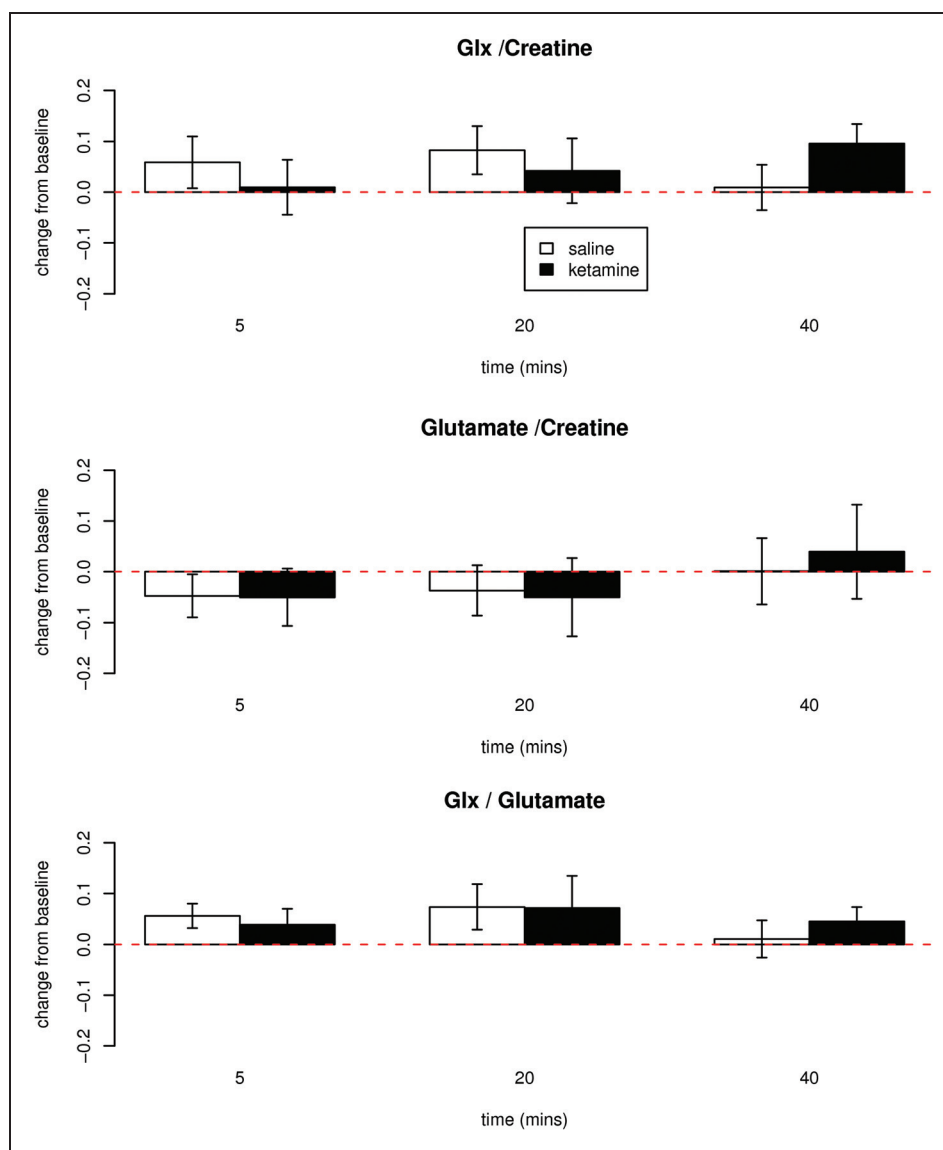 Glx /Creatine
change from baseline
0.2
0.1
0.0
−0.1
−0.2
saline
ketamine
5 20 40
time (mins)
Glutamate /Creatine
change from baseline
0.2
0.1
0.0
−0.1
−0.2
5 20 40
time (mins)
Glx / Glutamate
change from baseline
0.2
0.1
0.0
−0.1
−0.2
5 20 40
time (mins)